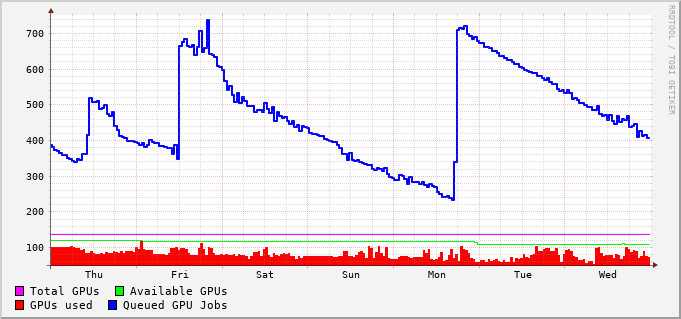 RRDTOOL / TOBI OETIKER
700
600
500
400
300
200
100
Thu Fri Sat Sun Mon Tue Wed
Total GPUs Available GPUs
GPUs used Queued GPU Jobs